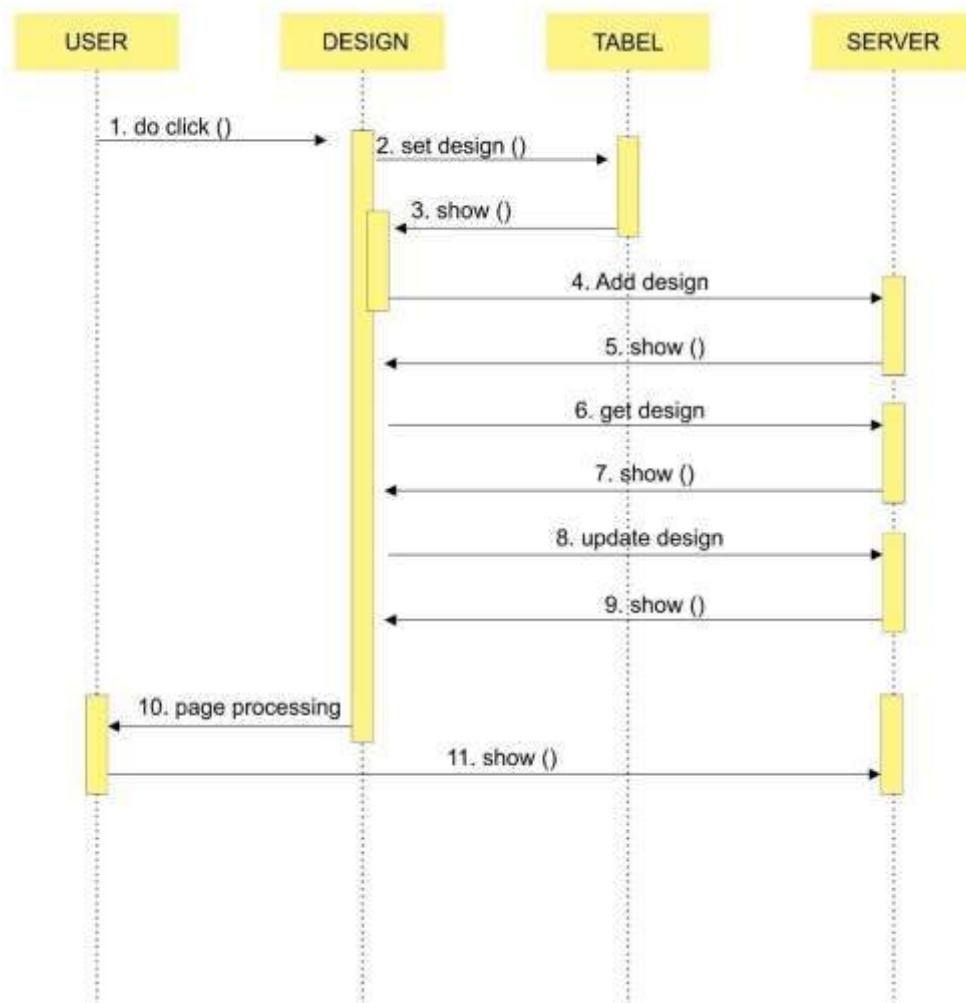 USER
DESIGN
TABEL
SERVER
1. do click ()
2. set design ()
3. show ()
4. Add design
5. show ()
6. get design
7. show ()
8. update design
9. show ()
10. page processing
11. show ()